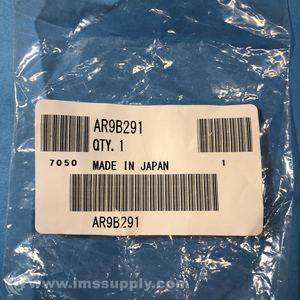 AR9B291
QTY. 1
7050 MADE IN JAPAN 1
AR9B291
© www.imssupply.com